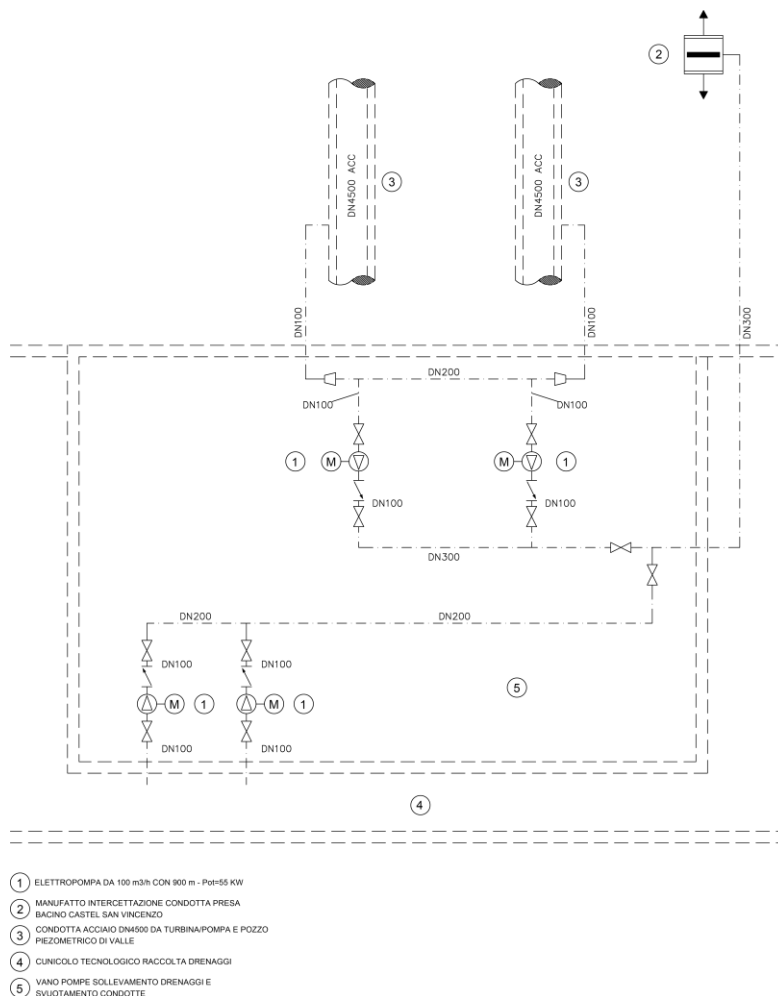 2
DN4500 ACC
3
DN4500 ACC
3
DN100
DN100
DN300
DN200
DN100
DN100
1
M
M
1
DN100
DN100
DN300
DN200
DN200
DN100
DN100
M
1
M
1
5
DN100
DN100
4
1 ELETTROPOMPA DA 100 m3/h CON 900 m - Pot=55 KW
2 MANUFATTO INTERCETTAZIONE CONDOTTA PRESA
BACINO CASTEL SAN VINCENZO
3 CONDOTTA ACCIAIO DN4500 DA TURBINA/POMPA E POZZO
PIEZOMETRICO DI VALLE
4 CUNICOLO TECNOLOGICO RACCOLTA DRENAGGI
5 VANO POMPE SOLLEVAMENTO DRENAGGI E
SVUOTAMENTO CONDOTTE